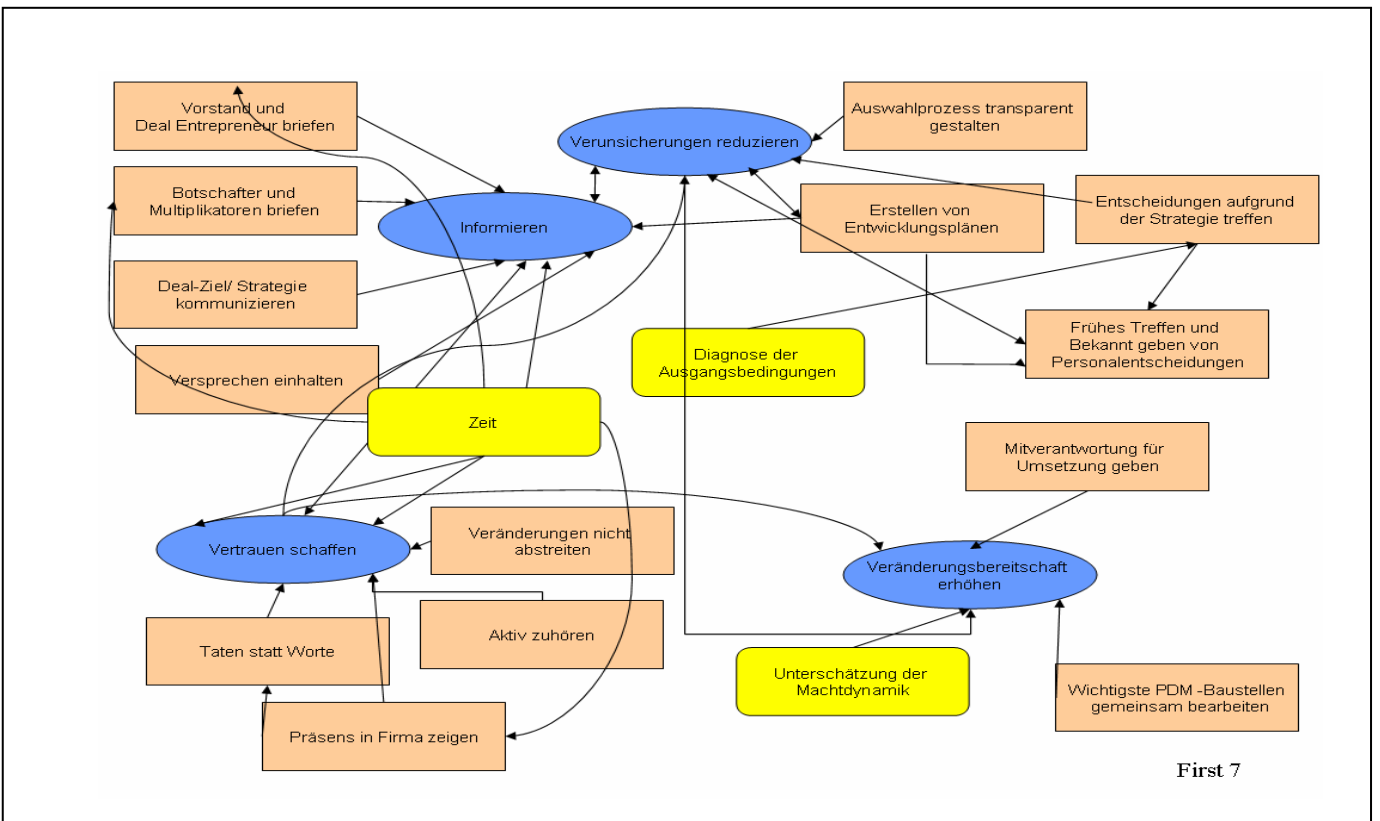 Vorstand und
Deal Entrepreneur briefen
Verunsicherungen reduzieren
Auswahlprozess transparent
gestalten
Botschafter und
Multiplikatoren briefen
Informieren
Erstellen von
Entwicklungsplänen
Entscheidungen aufgrund
der Strategie treffen
Deal-Ziel/ Strategie
kommunizieren
Diagnose der
Ausgangsbedingungen
Frühes Treffen und
Bekannt geben von
Personalentscheidungen
Versprechen einhalten
Zeit
Mitverantwortung für
Umsetzung geben
Vertrauen schaffen
Veränderungen nicht
abstreiten
Veränderungsbereitschaft
erhöhen
Taten statt Worte
Aktiv zuhören
Unterschätzung der
Machtdynamik
Wichtigste PDM -Baustellen
gemeinsam bearbeiten
Präsens in Firma zeigen
First 7